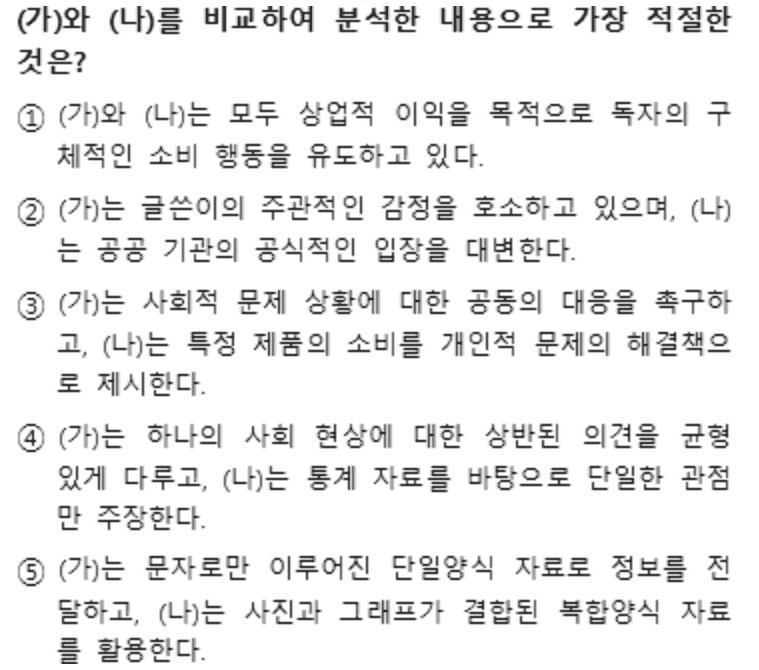 (가)와 (나)를 비교하여 분석한 내용으로 가장 적절한
것은?
① (가)와 (나)는 모두 상업적 이익을 목적으로 독자의 구
체적인 소비 행동을 유도하고 있다.
② (가)는 글쓴이의 주관적인 감정을 호소하고 있으며, (나)
는 공공 기관의 공식적인 입장을 대변한다.
③ (가)는 사회적 문제 상황에 대한 공동의 대응을 촉구하
고, (나)는 특정 제품의 소비를 개인적 문제의 해결책으
로 제시한다.
④ (가)는 하나의 사회 현상에 대한 상반된 의견을 균형
있게 다루고, (나)는 통계 자료를 바탕으로 단일한 관점
만 주장한다.
⑤ (가)는 문자로만 이루어진 단일양식 자료로 정보를 전
달하고, (나)는 사진과 그래프가 결합된 복합양식 자료
를 활용한다.